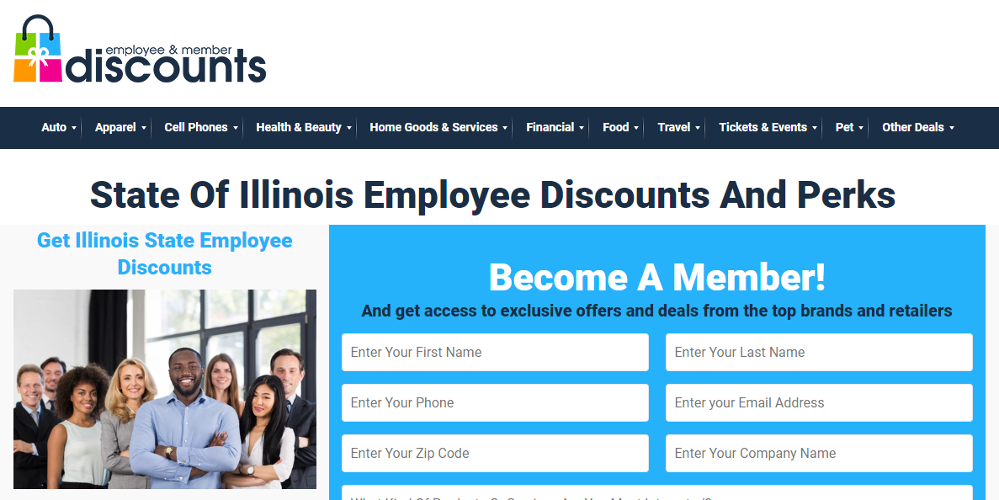 employee & member
discounts
Auto Apparel Cell Phones Health & Beauty Home Goods & Services Financial Food Travel Tickets & Events Pet Other Deals
State Of Illinois Employee Discounts And Perks
Get Illinois State Employee
Discounts
Become A Member!
And get access to exclusive offers and deals from the top brands and retailers
Enter Your First Name Enter Your Last Name
Enter Your Phone Enter your Email Address
Enter Your Zip Code Enter Your Company Name
What Kind Of Products Or Services Are You Most Interested?